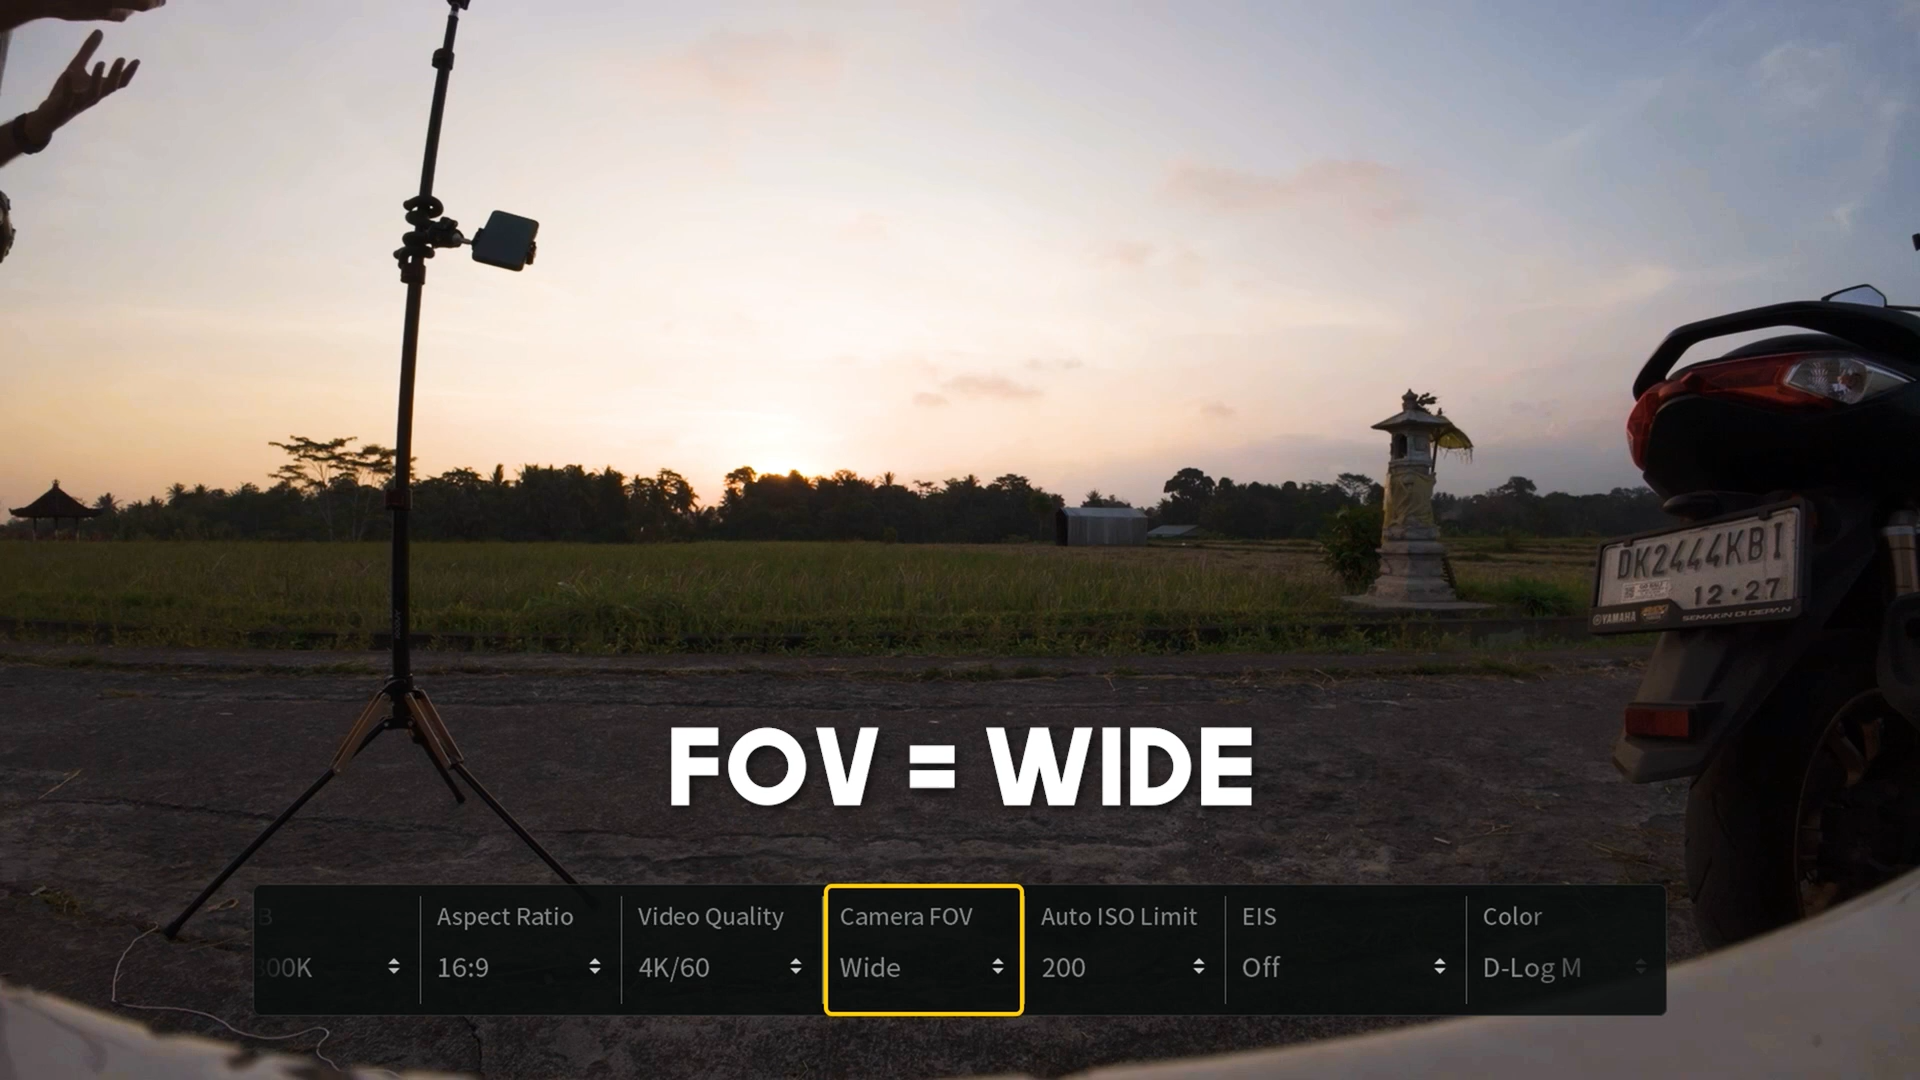 DK2444KBI
12·27
YAMAHA
SEMAKIN DI DEPAN
FOV = WIDE
Aspect Ratio
Video Quality
Camera FOV
Auto ISO Limit
EIS
Color
00K
16:9
4K/60
Wide
200
Off
D-Log M